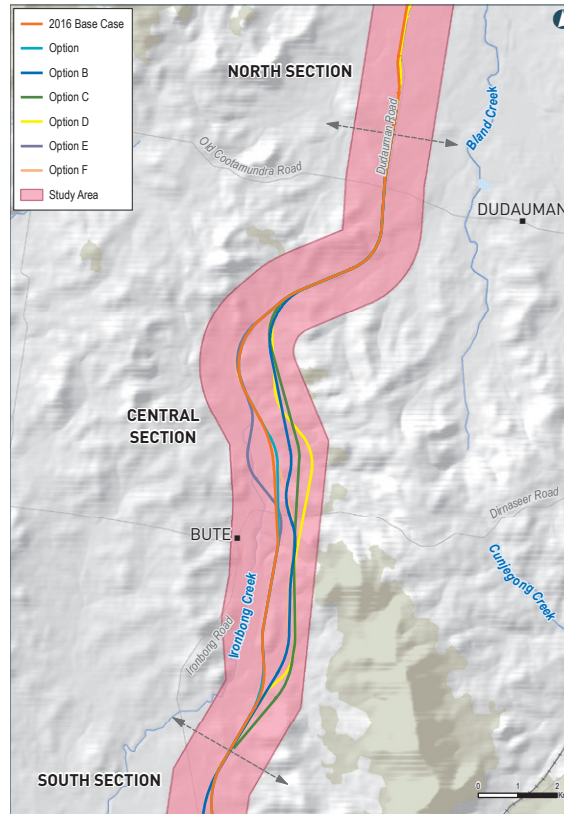 2016 Base Case
Option
Option B
Option C
Option D
Option E
Option F
Study Area
NORTH SECTION
Bland Creek
Dudauman Road
Old Cootamundra Road
DUDAUMAN
CENTRAL
SECTION
Dirnaseer Road
BUTE
Cunjegong Creek
Ironbong Creek
Ironbong Road
SOUTH SECTION
0 1 2